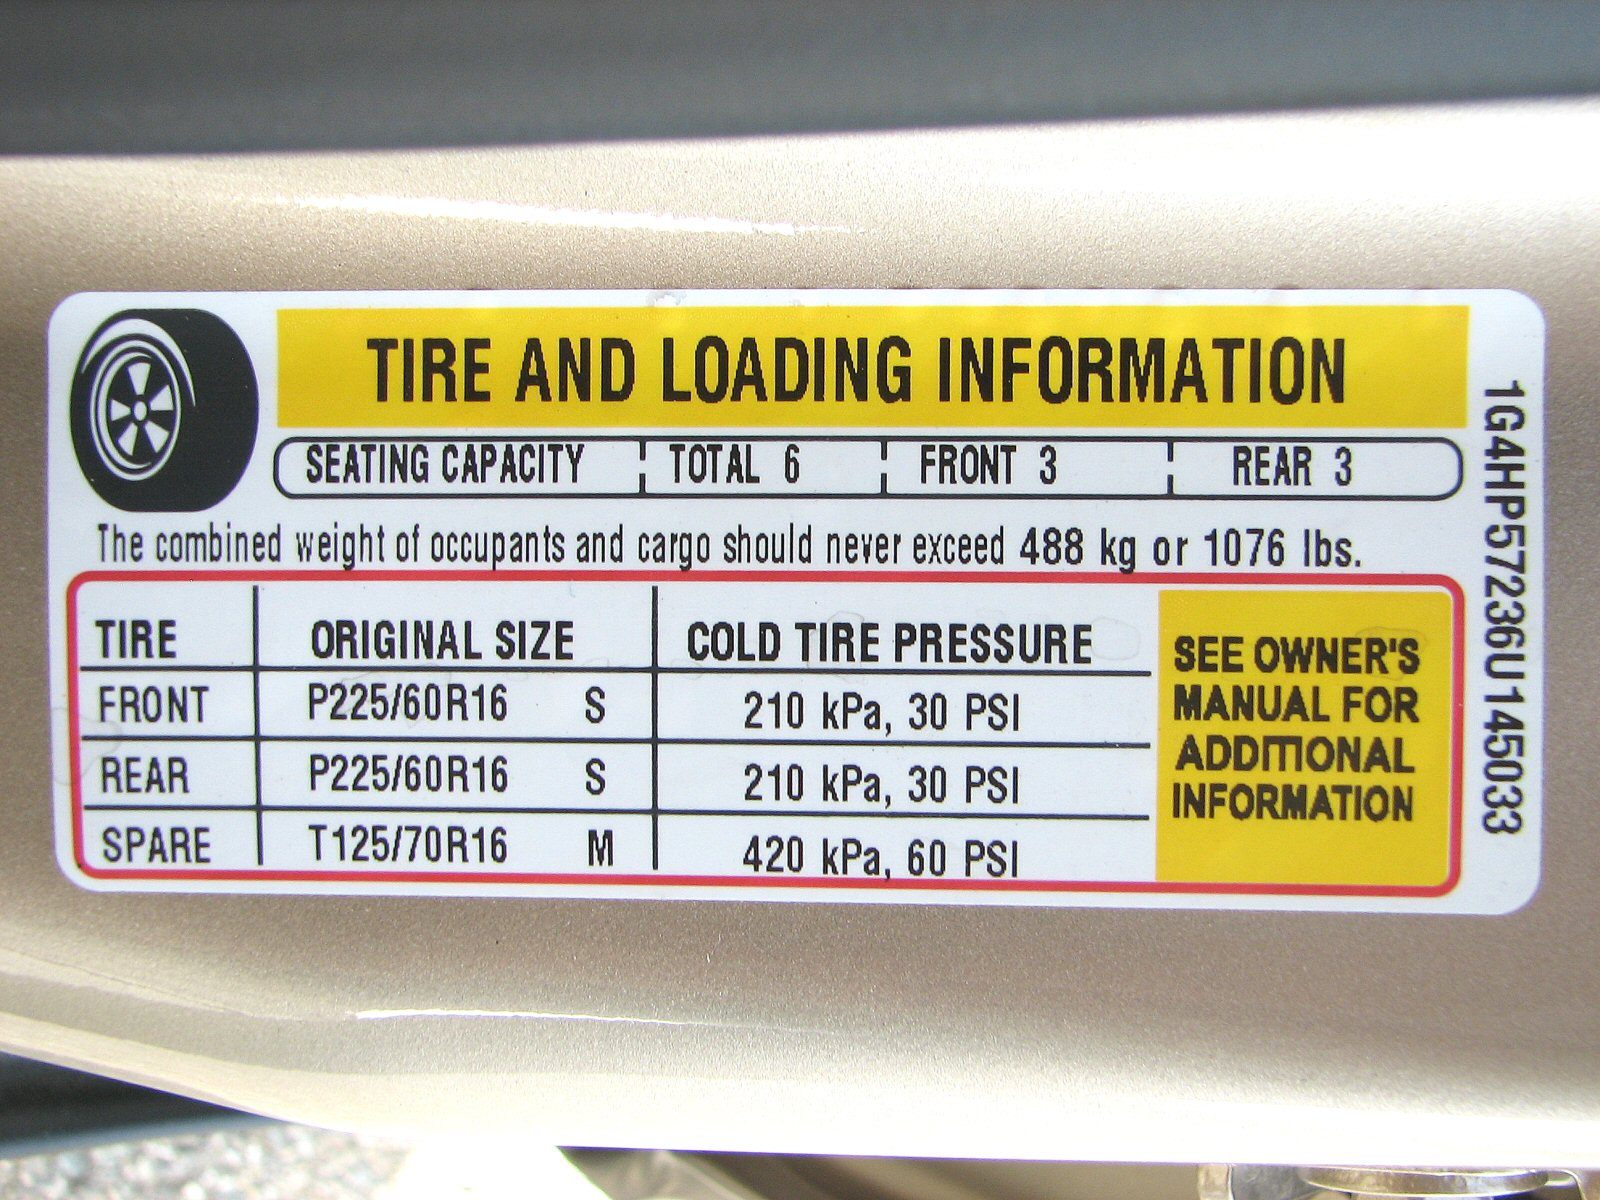 TIRE AND LOADING INFORMATION
SEATING CAPACITY TOTAL 6 FRONT 3 REAR 3
The combined weight of occupants and cargo should never exceed 488 kg or 1076 lbs.
TIRE ORIGINAL SIZE COLD TIRE PRESSURE
FRONT P225/60R16 S 210 kPa, 30 PSI
REAR P225/60R16 S 210 kPa, 30 PSI
SPARE T125/70R16 M 420 kPa, 60 PSI
SEE OWNER'S
MANUAL FOR
ADDITIONAL
INFORMATION
1G4HP57236U145033